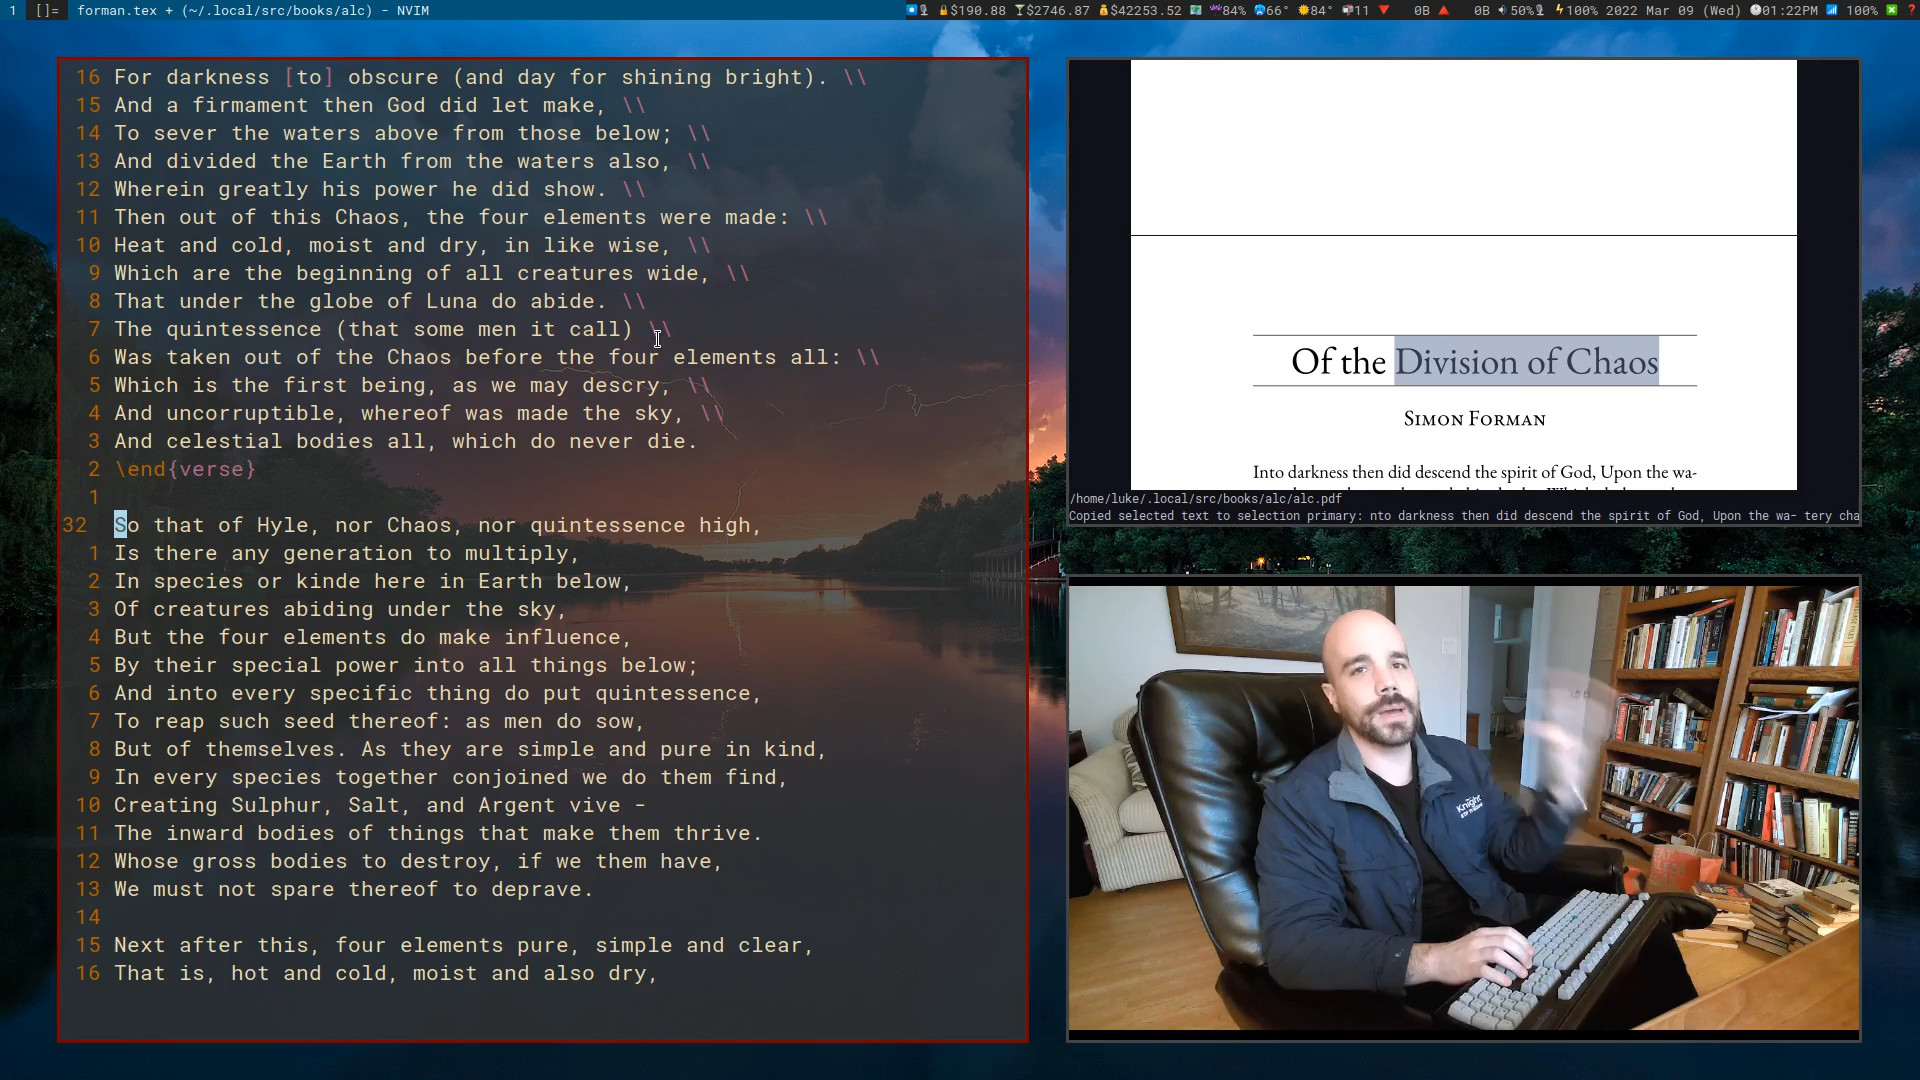 1 []= forman.tex + (~/.local/src/books/alc) - NVIM
$190.88 $2746.87 $42253.52 84% 66° 84° 11 0B 0B 50% 100% 2022 Mar 09 (Wed) 01:22PM 100% ?
16 For darkness [to] obscure (and day for shining bright). \\
15 And a firmament then God did let make, \\
14 To sever the waters above from those below; \\
13 And divided the Earth from the waters also, \\
12 Wherein greatly his power he did show. \\
11 Then out of this Chaos, the four elements were made: \\
10 Heat and cold, moist and dry, in like wise, \\
9 Which are the beginning of all creatures wide, \\
8 That under the globe of Luna do abide. \\
7 The quintessence (that some men it call) \\
6 Was taken out of the Chaos before the four elements all: \\
5 Which is the first being, as we may descry, \\
4 And uncorruptible, whereof was made the sky, \\
3 And celestial bodies all, which do never die.
2 \end{verse}
1
32 So that of Hyle, nor Chaos, nor quintessence high,
1 Is there any generation to multiply,
2 In species or kinde here in Earth below,
3 Of creatures abiding under the sky,
4 But the four elements do make influence,
5 By their special power into all things below;
6 And into every specific thing do put quintessence,
7 To reap such seed thereof: as men do sow,
8 But of themselves. As they are simple and pure in kind,
9 In every species together conjoined we do them find,
10 Creating Sulphur, Salt, and Argent vive -
11 The inward bodies of things that make them thrive.
12 Whose gross bodies to destroy, if we them have,
13 We must not spare thereof to deprave.
14
15 Next after this, four elements pure, simple and clear,
16 That is, hot and cold, moist and also dry,
Of the Division of Chaos
Simon Forman
Into darkness then did descend the spirit of God, Upon the wa-
/home/luke/.local/src/books/alc/alc.pdf
Copied selected text to selection primary: nto darkness then did descend the spirit of God, Upon the wa- tery cha
Knight